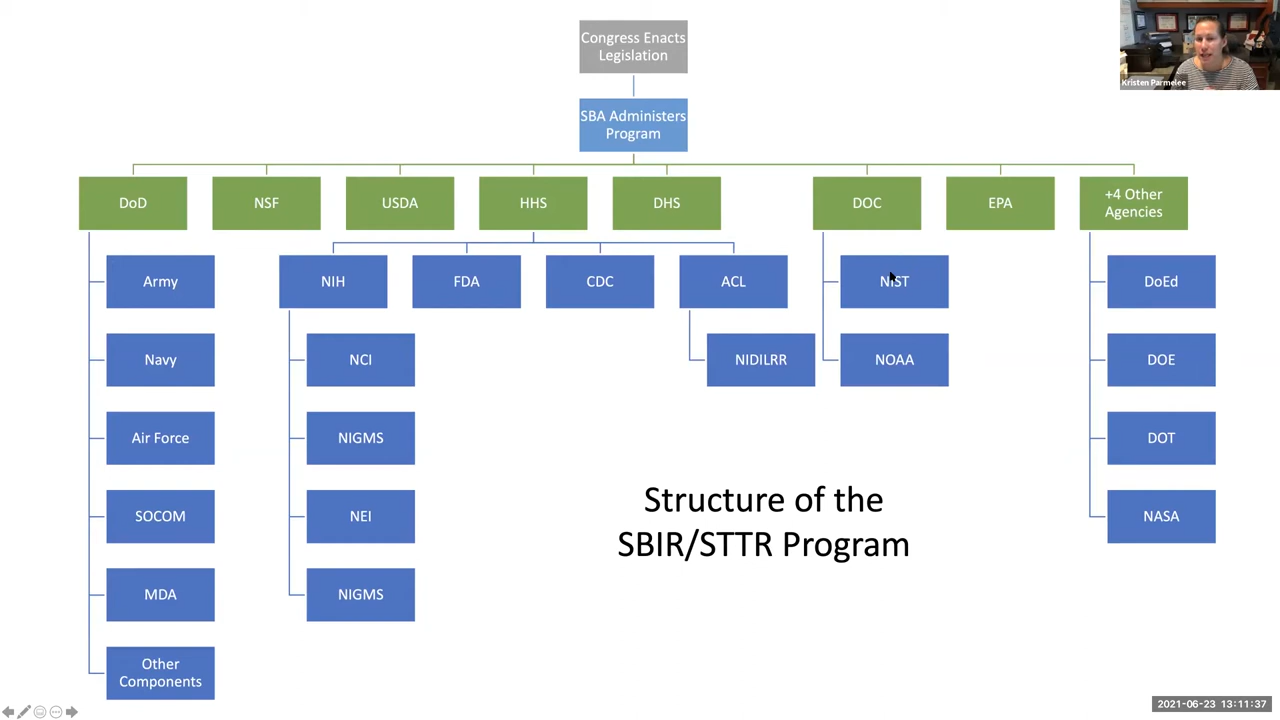 Congress Enacts
Legislation
Kristen Parmelee
SBA Administers
Program
DoD
NSF
USDA
HHS
DHS
DOC
EPA
+4 Other
Agencies
Army
NIH
FDA
CDC
ACL
NIST
DoEd
Navy
NCI
NIDILRR
NOAA
DOE
Air Force
NIGMS
DOT
Structure of the
SBIR/STTR Program
SOCOM
NEI
NASA
MDA
NIGMS
Other
Components
2021-06-23 13:11:37